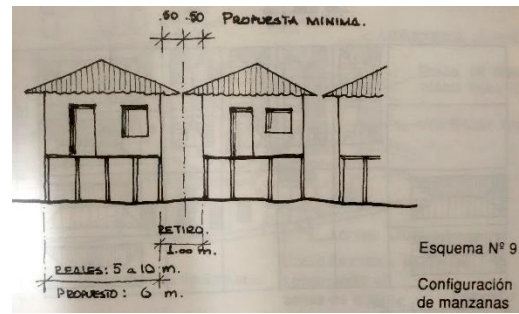 .50 .50 PROPUESTA MINIMA.
RETIRO.
1.00 m.
REALES: 5 a 10 m.
PROPUESTO: 6 m.
Esquema Nº 9
Configuración
de manzanas